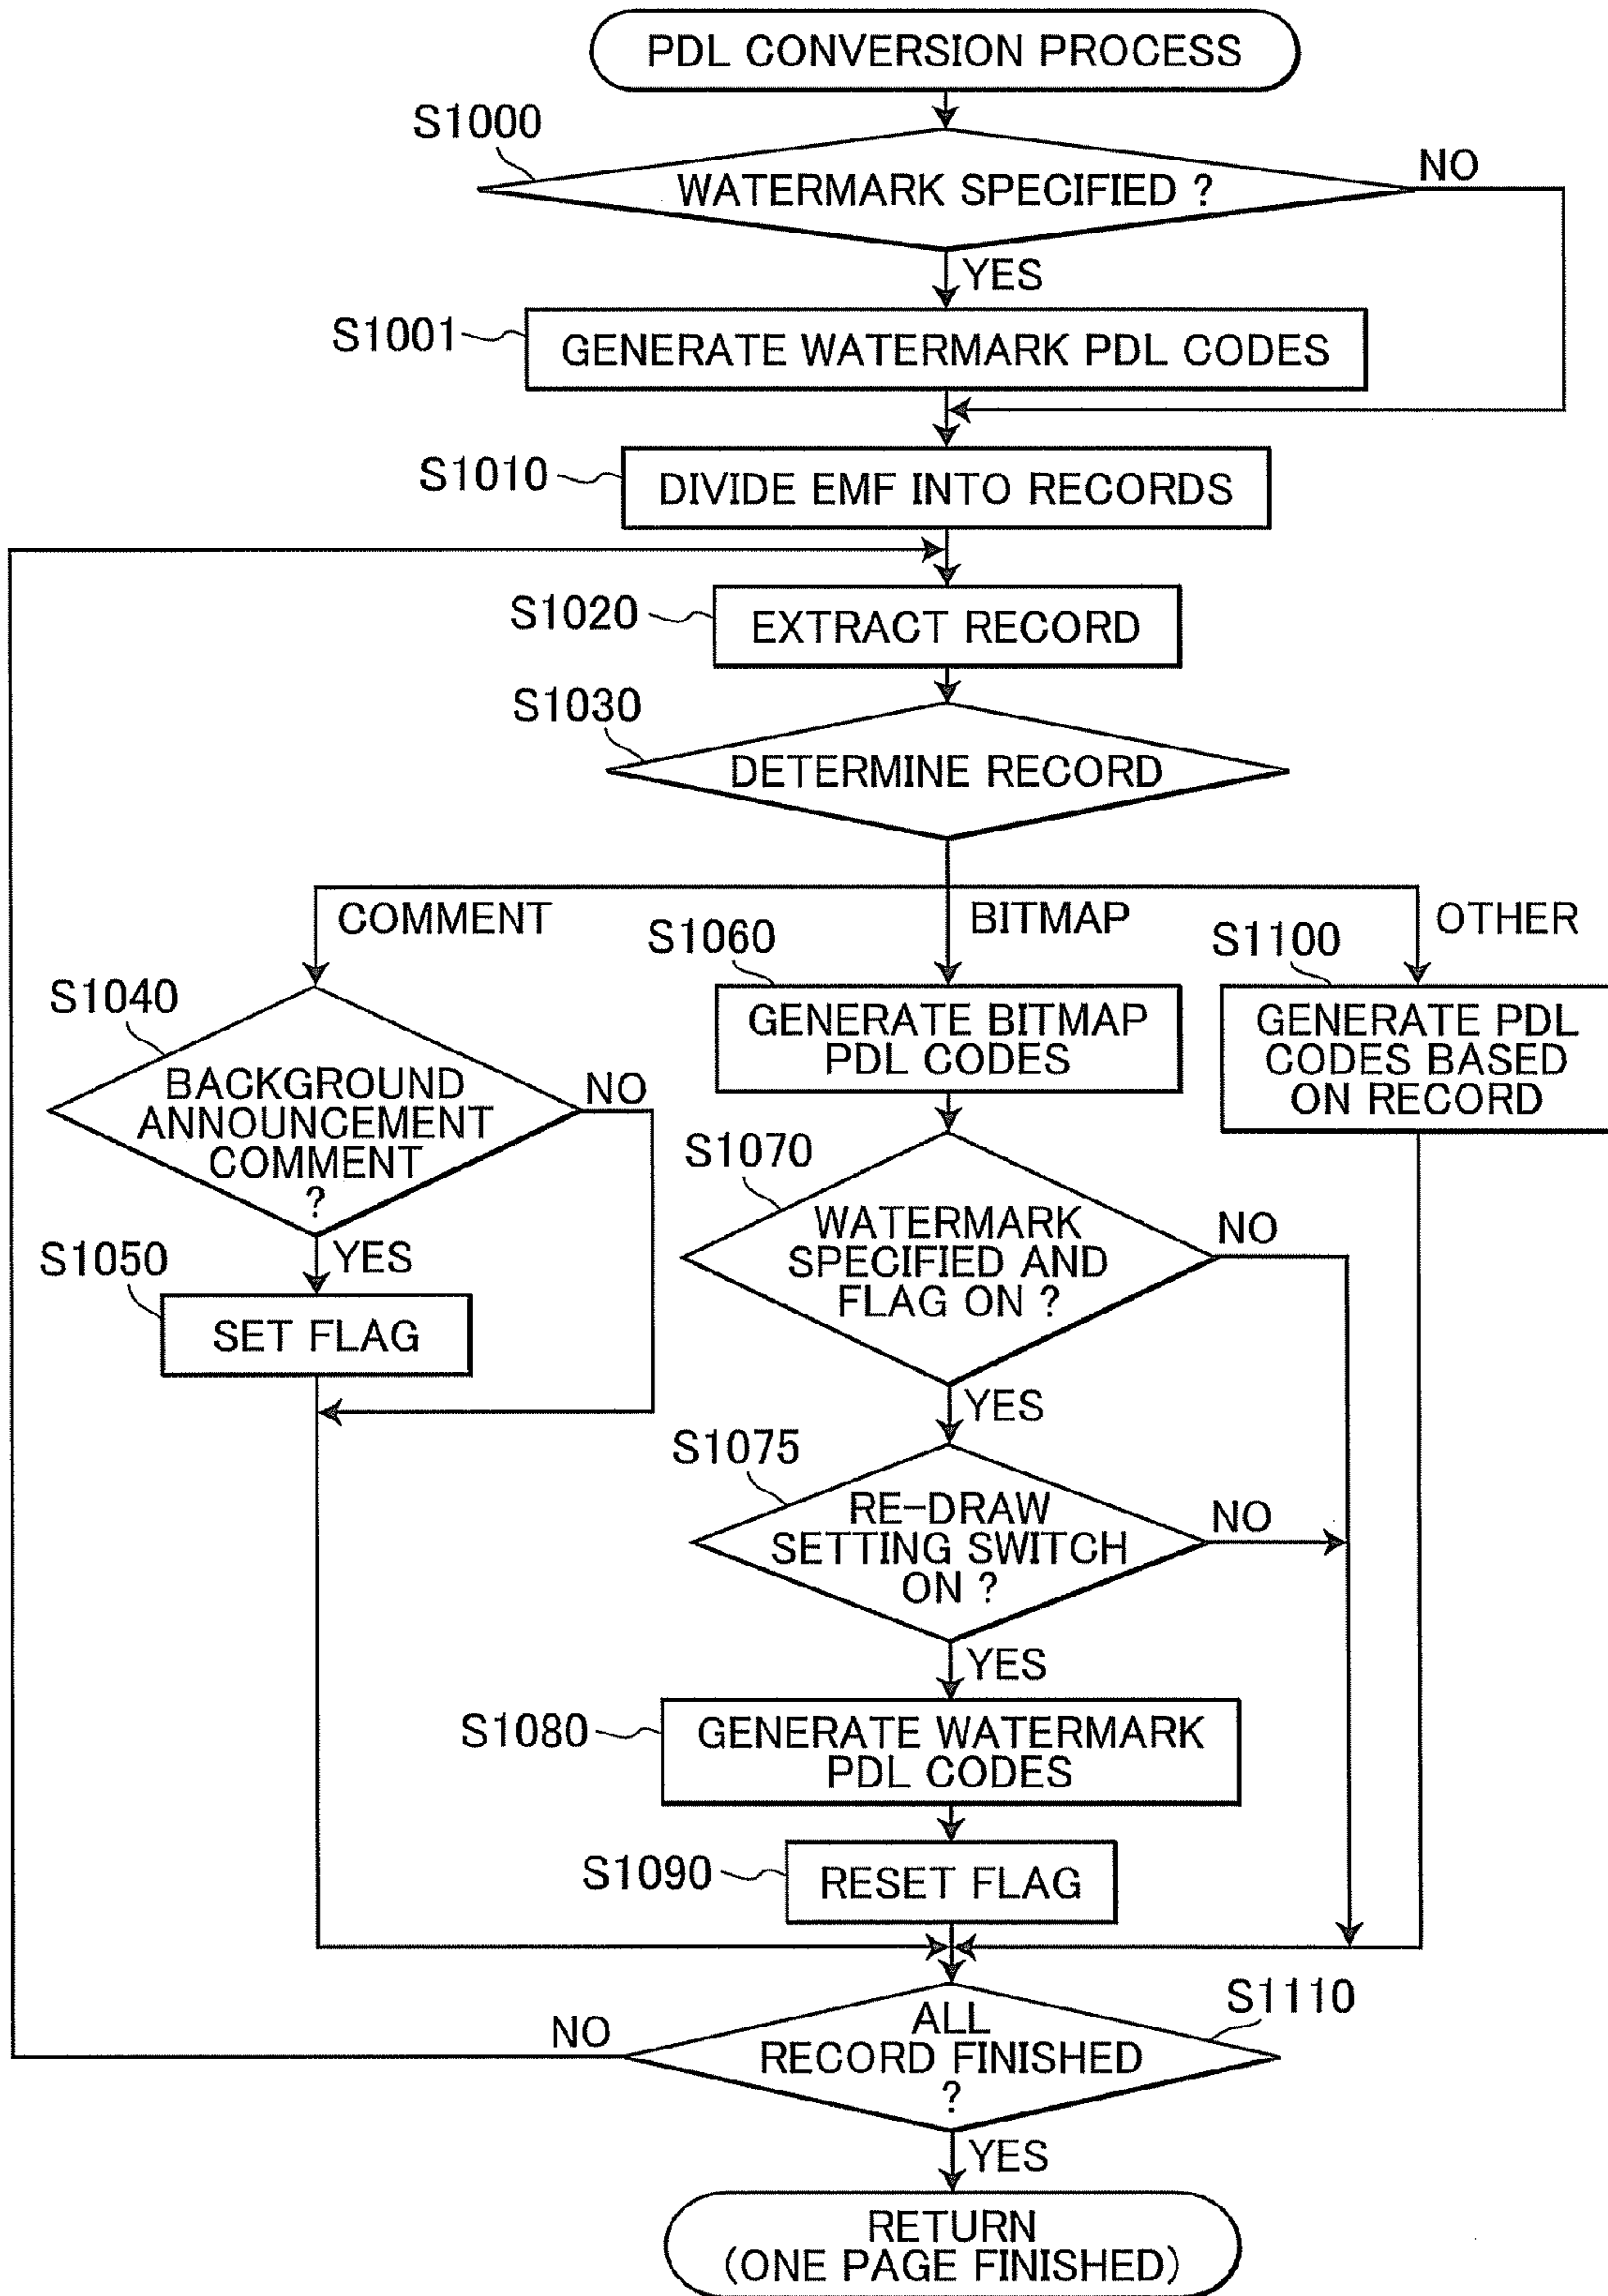 PDL CONVERSION PROCESS
S1000
WATERMARK SPECIFIED ?
NO
YES
S1001
GENERATE WATERMARK PDL CODES
S1010
DIVIDE EMF INTO RECORDS
S1020
EXTRACT RECORD
S1030
DETERMINE RECORD
COMMENT
BITMAP
OTHER
S1040
BACKGROUND
ANNOUNCEMENT
COMMENT
?
NO
YES
S1050
SET FLAG
S1060
GENERATE BITMAP
PDL CODES
S1070
WATERMARK
SPECIFIED AND
FLAG ON ?
NO
YES
S1075
RE-DRAW
SETTING SWITCH
ON ?
NO
YES
S1080
GENERATE WATERMARK
PDL CODES
S1090
RESET FLAG
S1100
GENERATE PDL
CODES BASED
ON RECORD
S1110
ALL
RECORD FINISHED
?
NO
YES
RETURN
(ONE PAGE FINISHED)